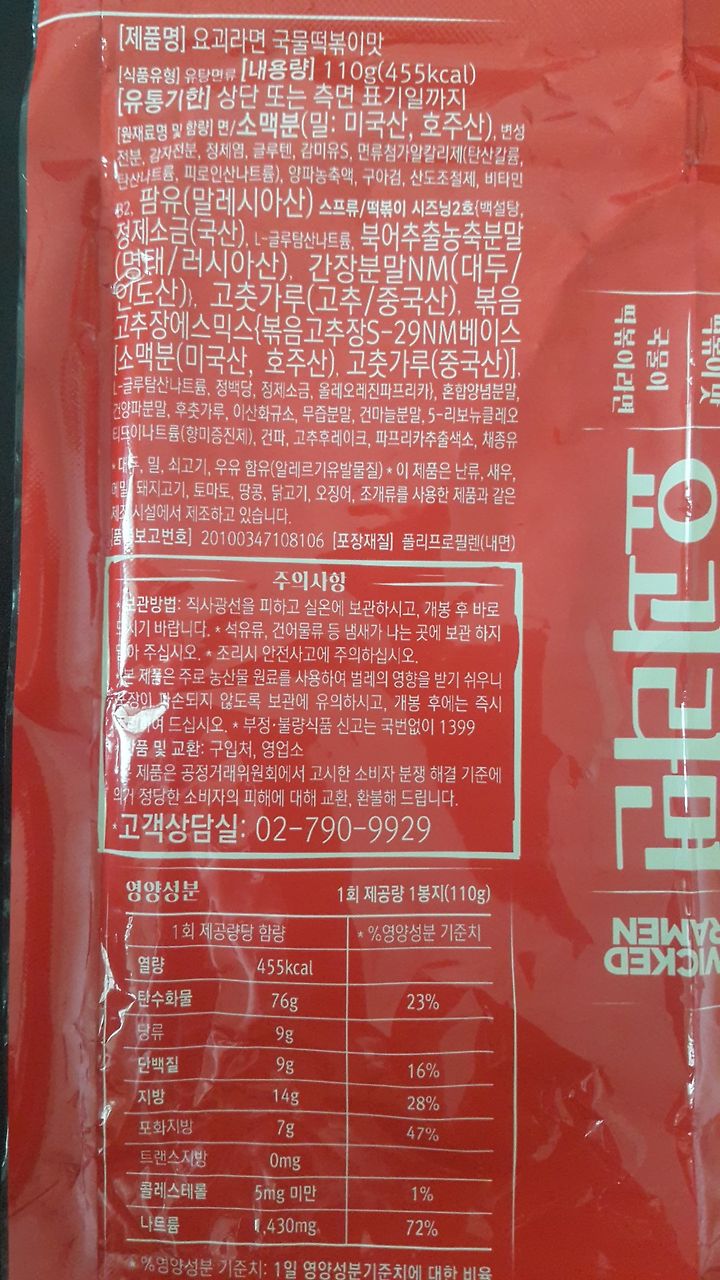 [제품명] 요괴라면 국물떡볶이맛
[식품유형] 유탕면류 [내용량] 110g(455kcal)
[유통기한] 상단 또는 측면 표기일까지
[원재료명 및 함량] 면/소맥분(밀: 미국산, 호주산), 변성
전분, 감자전분, 정제염, 글루텐, 감미유S, 면류첨가알칼리제(탄산칼륨,
탄산나트륨, 피로인산나트륨), 양파농축액, 구아검, 산도조절제, 비타민
B2, 팜유(말레시아산) 스프류/떡볶이 시즈닝2호(백설탕,
정제소금(국산), L-글루탐산나트륨, 북어추출농축분말
(명태/러시아산), 간장분말NM(대두/
인도산)}, 고춧가루(고추/중국산), 볶음
고추장에스믹스{볶음고추장S-29NM베이스
[소맥분(미국산, 호주산), 고춧가루(중국산)],
L-글루탐산나트륨, 정백당, 정제소금, 올레오레진파프리카}, 혼합양념분말,
건양파분말, 후춧가루, 이산화규소, 무즙분말, 건마늘분말, 5-리보뉴클레오
티드이나트륨(향미증진제), 건파, 고추후레이크, 파프리카추출색소, 채종유
* 대두, 밀, 쇠고기, 우유 함유(알레르기유발물질) * 이 제품은 난류, 새우,
메밀, 돼지고기, 토마토, 땅콩, 닭고기, 오징어, 조개류를 사용한 제품과 같은
제조시설에서 제조하고 있습니다.
[품목보고번호] 20100347108106 [포장재질] 폴리프로필렌(내면)
주의사항
* 보관방법: 직사광선을 피하고 실온에 보관하시고, 개봉 후 바로
드시기 바랍니다. * 석유류, 건어물류 등 냄새가 나는 곳에 보관 하지
말아 주십시오. * 조리시 안전사고에 주의하십시오.
* 본 제품은 주로 농산물 원료를 사용하여 벌레의 영향을 받기 쉬우니
포장이 파손되지 않도록 보관에 유의하시고, 개봉 후에는 즉시
드십시오. * 부정·불량식품 신고는 국번없이 1399
반품 및 교환: 구입처, 영업소
* 본 제품은 공정거래위원회에서 고시한 소비자 분쟁 해결 기준에
의거 정당한 소비자의 피해에 대해 교환, 환불해 드립니다.
*고객상담실: 02-790-9929
영양성분 1회 제공량 1봉지(110g)
1회 제공량당 함량 * %영양성분 기준치
열량 455kcal
탄수화물 76g 23%
당류 9g
단백질 9g 16%
지방 14g 28%
포화지방 7g 47%
트랜스지방 0mg
콜레스테롤 5mg 미만 1%
나트륨 1,430mg 72%
* %영양성분 기준치: 1일 영양성분기준치에 대한 비율
떡볶이 맛
국물이
떡볶이라면
요괴라면
WICKED
RAMEN